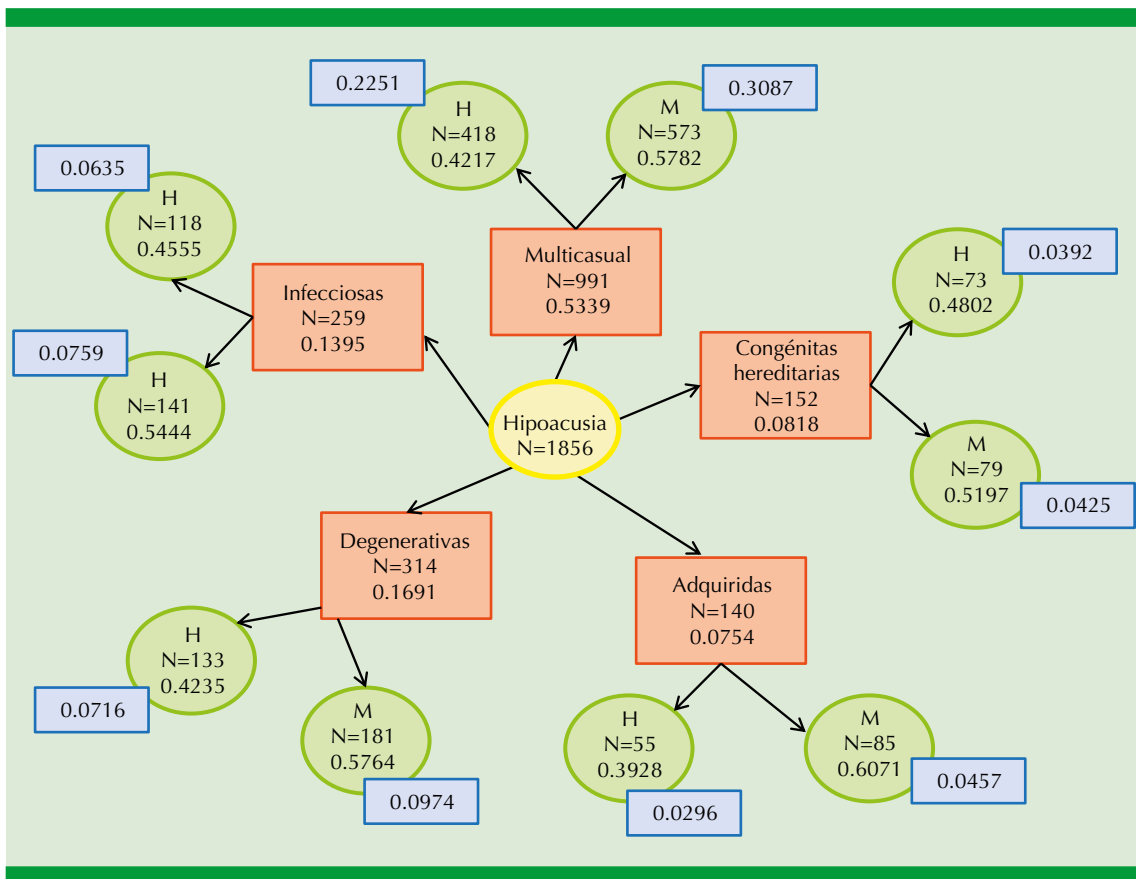 0.2251
H
N=418
0.4217
0.3087
M
N=573
0.5782
0.0635
H
N=118
0.4555
Multicasual
N=991
0.5339
0.0392
H
N=73
0.4802
Infecciosas
N=259
0.1395
0.0759
H
N=141
0.5444
Congénitas
hereditarias
N=152
0.0818
Hipoacusia
N=1856
M
N=79
0.5197
0.0425
Degenerativas
N=314
0.1691
Adquiridas
N=140
0.0754
H
N=133
0.4235
0.0716
M
N=181
0.5764
0.0974
H
N=55
0.3928
0.0296
M
N=85
0.6071
0.0457